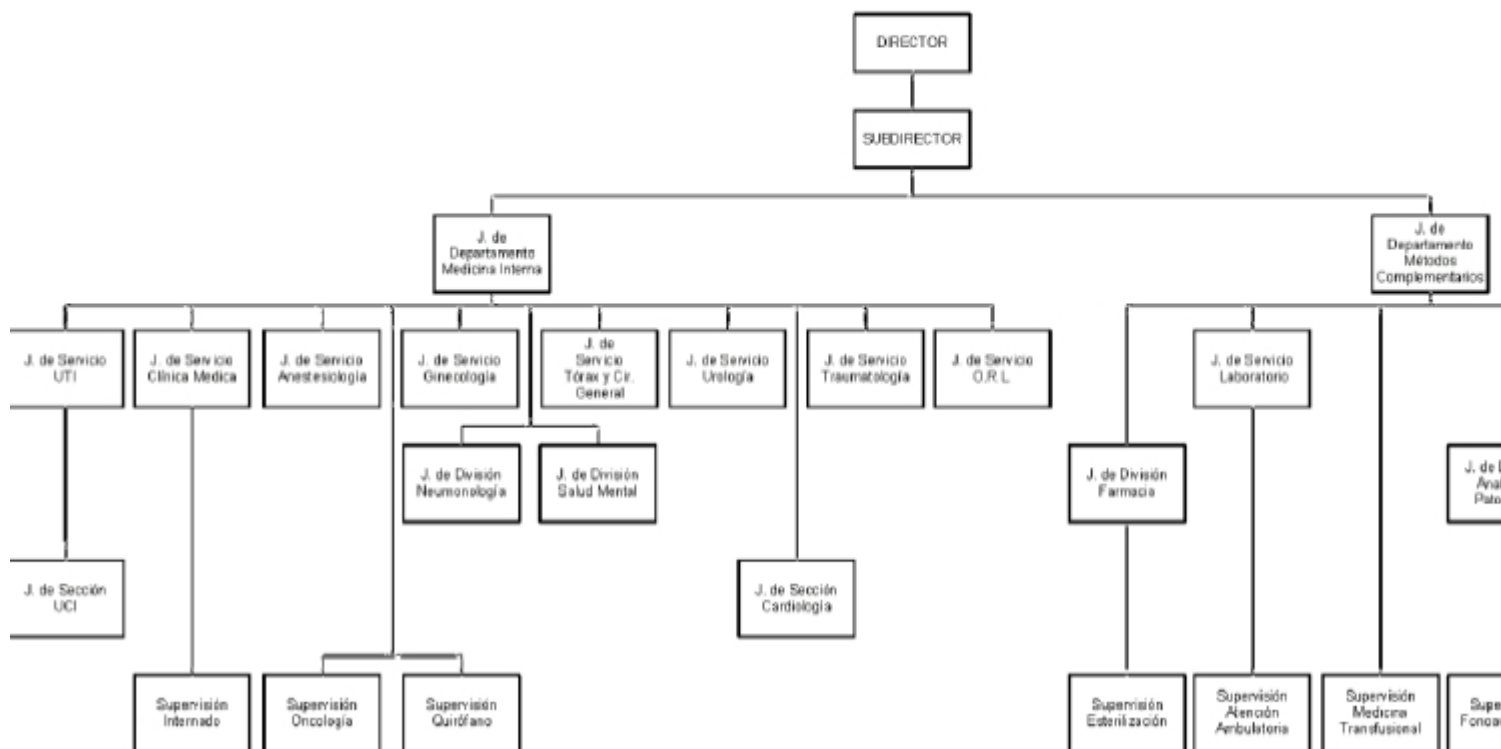 DIRECTOR
SUBDIRECTOR
J. de
Departamento
Medicina Interna
J. de
Departamento
Métodos
Complementarios
J. de Servicio
UTI
J. de Servicio
Clínica Medica
J. de Servicio
Anestesiología
J. de Servicio
Ginecología
J. de
Servicio
Tórax y Cir.
General
J. de Servicio
Urología
J. de Servicio
Traumatología
J. de Servicio
O.R.L.
J. de Servicio
Laboratorio
J. de División
Neumonología
J. de División
Salud Mental
J. de División
Farmacia
J. de
J. de Sección
UCI
J. de Sección
Cardiología
Supervisión
Internado
Supervisión
Oncología
Supervisión
Quirófano
Supervisión
Esterilización
Supervisión
Atención
Ambulatoria
Supervisión
Medicina
Transfusional